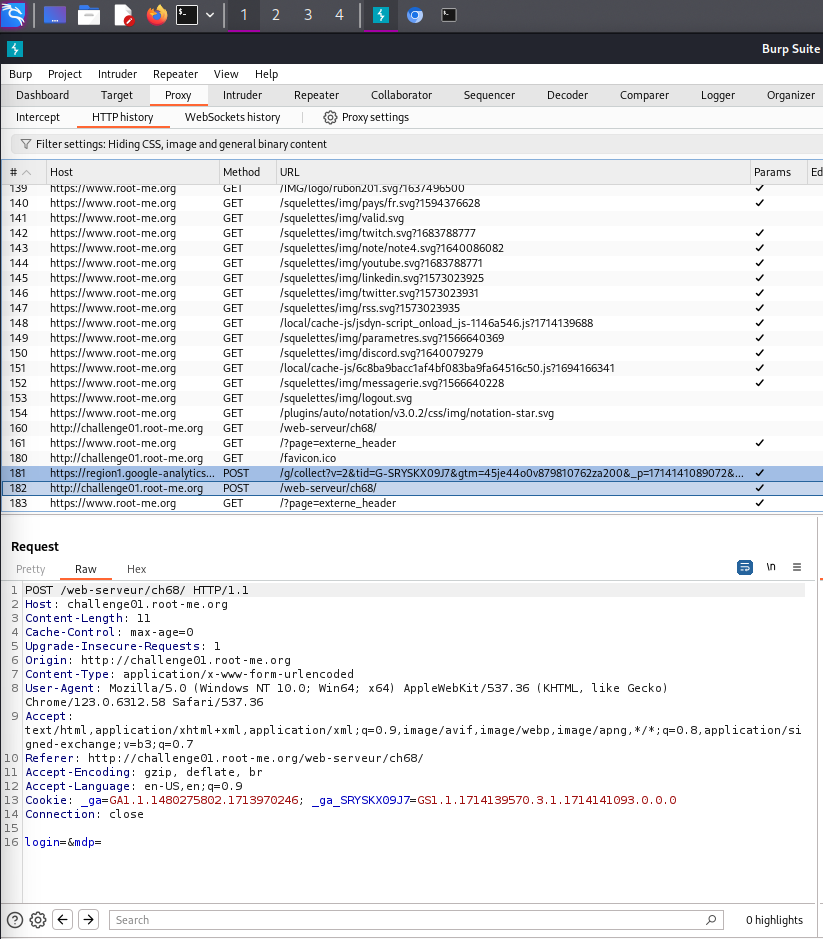 1 2 3 4
Burp Suite
Burp Project Intruder Repeater View Help
Dashboard Target Proxy Intruder Repeater Collaborator Sequencer Decoder Comparer Logger Organizer
Intercept HTTP history WebSockets history Proxy settings
Filter settings: Hiding CSS, image and general binary content
# Host Method URL Params Ed
139 https://www.root-me.org GET /IMG/logo/rubon201.svg?1637496500
140 https://www.root-me.org GET /squelettes/img/pays/fr.svg?1594376628
141 https://www.root-me.org GET /squelettes/img/valid.svg
142 https://www.root-me.org GET /squelettes/img/twitch.svg?1683788777
143 https://www.root-me.org GET /squelettes/img/note/note4.svg?1640086082
144 https://www.root-me.org GET /squelettes/img/youtube.svg?1683788771
145 https://www.root-me.org GET /squelettes/img/linkedin.svg?1573023925
146 https://www.root-me.org GET /squelettes/img/twitter.svg?1573023931
147 https://www.root-me.org GET /squelettes/img/rss.svg?1573023935
148 https://www.root-me.org GET /local/cache-js/jsdyn-script_onload_js-1146a546.js?1714139688
149 https://www.root-me.org GET /squelettes/img/parametres.svg?1566640369
150 https://www.root-me.org GET /squelettes/img/discord.svg?1640079279
151 https://www.root-me.org GET /local/cache-js/6c8ba9bacc1af4bf083ba9fa64516c50.js?1694166341
152 https://www.root-me.org GET /squelettes/img/messagerie.svg?1566640228
153 https://www.root-me.org GET /squelettes/img/logout.svg
154 https://www.root-me.org GET /plugins/auto/notation/v3.0.2/css/img/notation-star.svg
160 http://challenge01.root-me.org GET /web-serveur/ch68/
161 https://www.root-me.org GET /?page=externe_header
180 http://challenge01.root-me.org GET /favicon.ico
181 https://region1.google-analytics... POST /g/collect?v=2&tid=G-SRYSKX09J7&gtm=45je44o0v879810762za200&_p=1714141089072&...
182 http://challenge01.root-me.org POST /web-serveur/ch68/
183 https://www.root-me.org GET /?page=externe_header
Request
Pretty Raw Hex \n
1 POST /web-serveur/ch68/ HTTP/1.1
2 Host: challenge01.root-me.org
3 Content-Length: 11
4 Cache-Control: max-age=0
5 Upgrade-Insecure-Requests: 1
6 Origin: http://challenge01.root-me.org
7 Content-Type: application/x-www-form-urlencoded
8 User-Agent: Mozilla/5.0 (Windows NT 10.0; Win64; x64) AppleWebKit/537.36 (KHTML, like Gecko)
Chrome/123.0.6312.58 Safari/537.36
9 Accept:
text/html,application/xhtml+xml,application/xml;q=0.9,image/avif,image/webp,image/apng,*/*;q=0.8,application/si
gned-exchange;v=b3;q=0.7
10 Referer: http://challenge01.root-me.org/web-serveur/ch68/
11 Accept-Encoding: gzip, deflate, br
12 Accept-Language: en-US,en;q=0.9
13 Cookie: _ga=GA1.1.1480275802.1713970246; _ga_SRYSKX09J7=GS1.1.1714139570.3.1.1714141093.0.0.0
14 Connection: close
15
16 login=&mdp=
Search 0 highlights